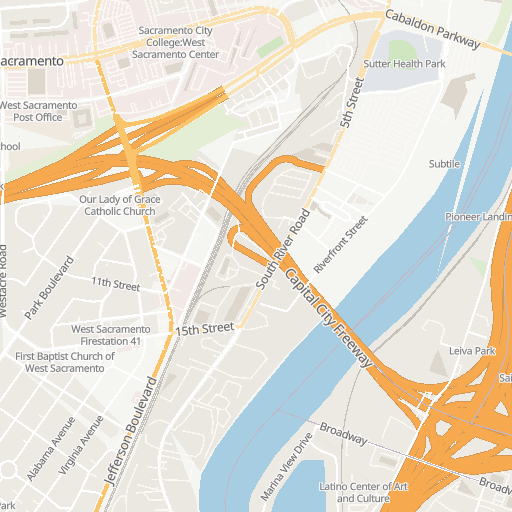 Cabaldon Parkway
Sacramento City
College:West
Sacramento Center
acramento
Sutter Health Park
5th Street
West Sacramento
Post Office
chool
Subtile
Our Lady of Grace
Catholic Church
Pioneer Landin
South River Road
Riverfront Street
Westacre Road
Park Boulevard
11th Street
Capital City Freeway
West Sacramento
Firestation 41
15th Street
First Baptist Church of
West Sacramento
Leiva Park
Sai
Jefferson Boulevard
Alabama Avenue
Virginia Avenue
Broadway
Marina View Drive
Latino Center of Art
and Culture
Broadw
Park